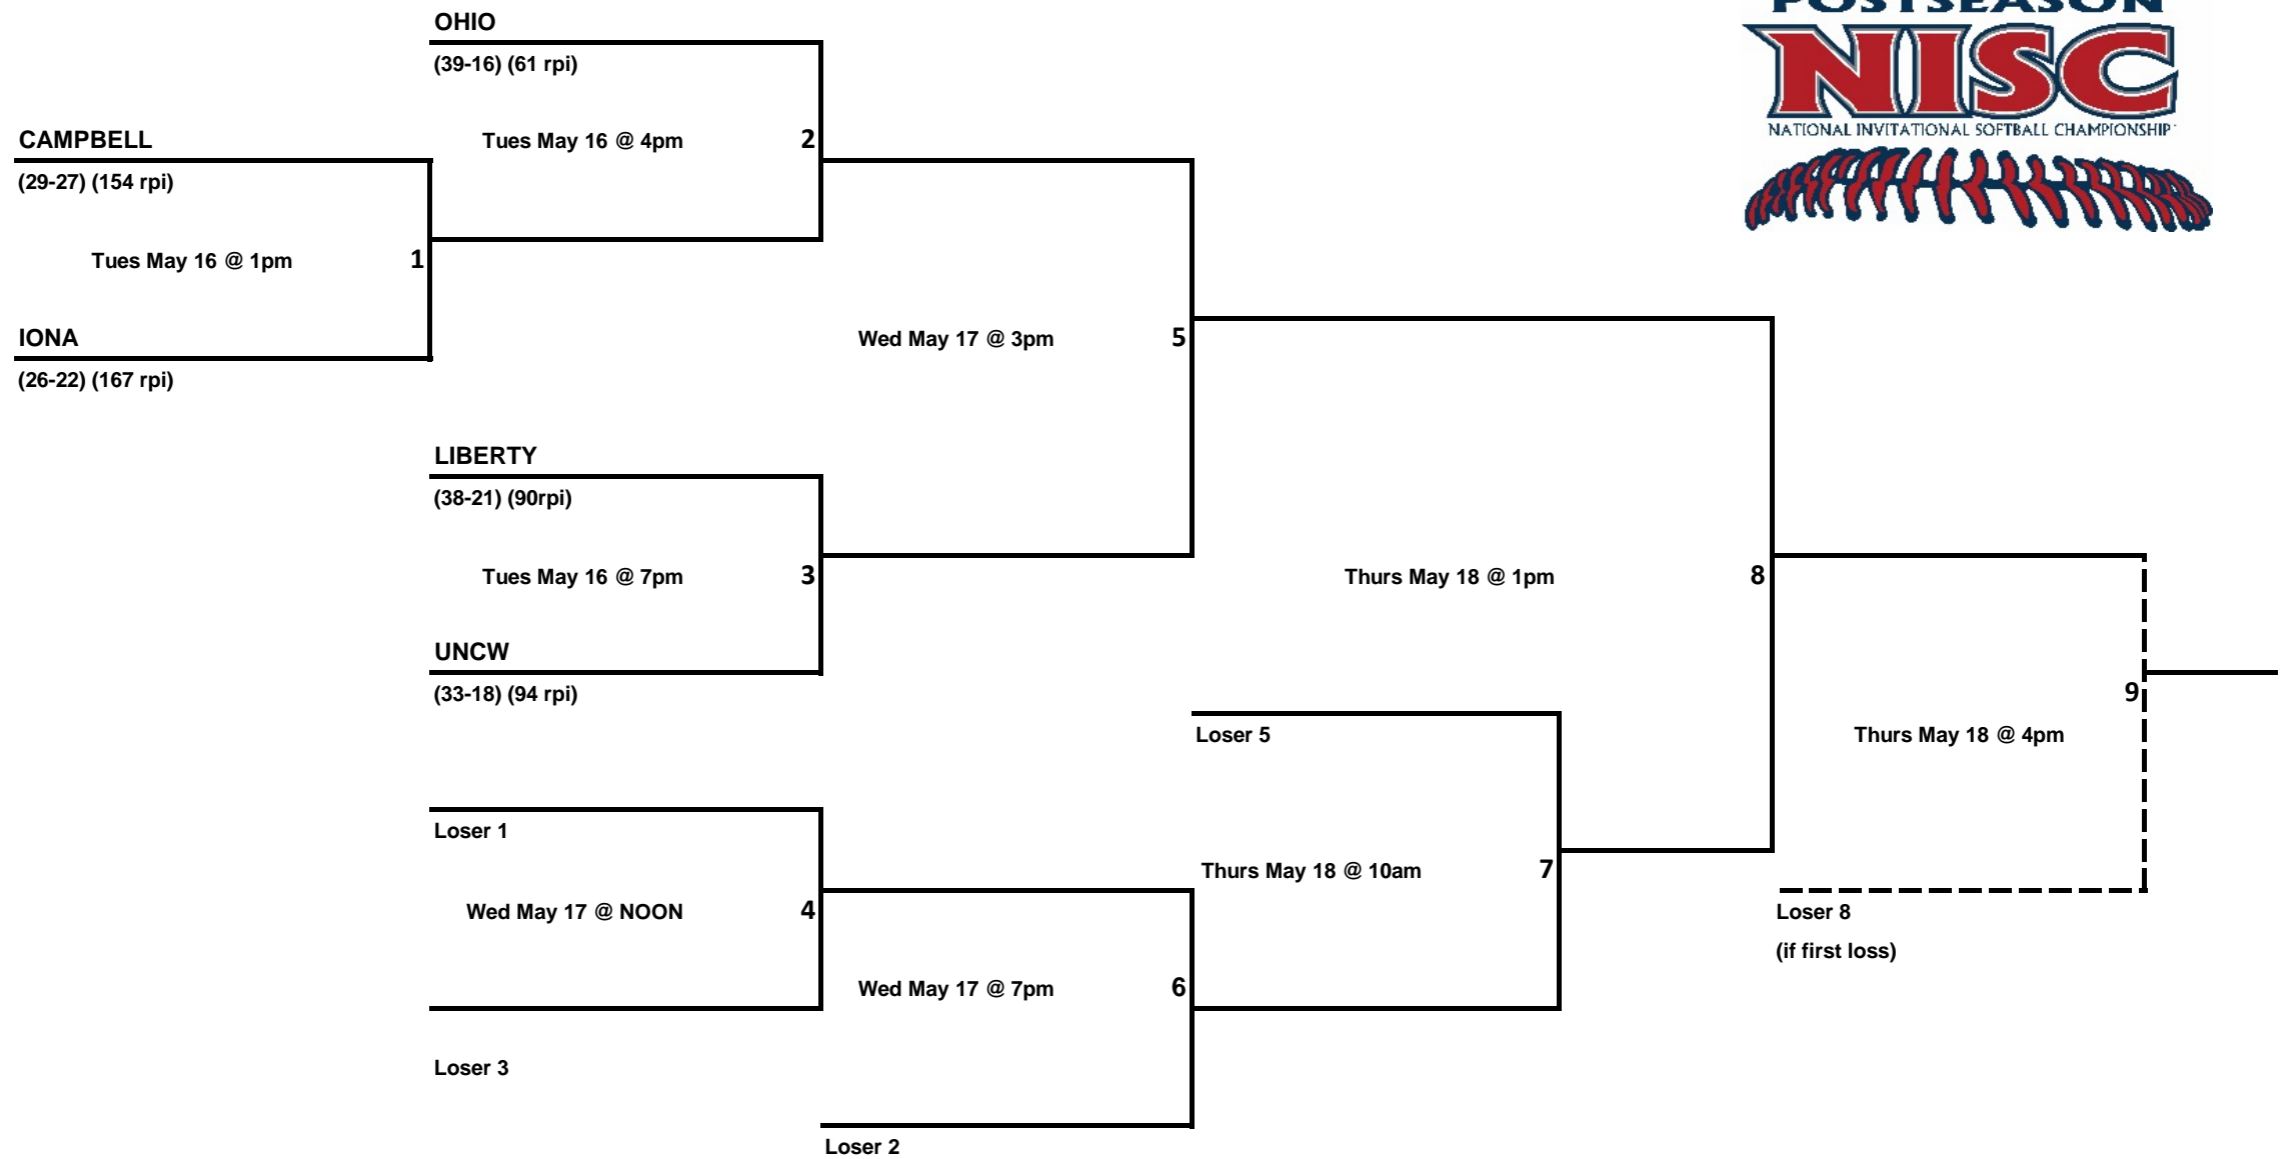 POSTSEASON
NISC
NATIONAL INVITATIONAL SOFTBALL CHAMPIONSHIP
OHIO
(39-16) (61 rpi)
Tues May 16 @ 4pm
2
CAMPBELL
(29-27) (154 rpi)
Tues May 16 @ 1pm
1
IONA
(26-22) (167 rpi)
Wed May 17 @ 3pm
5
LIBERTY
(38-21) (90rpi)
Tues May 16 @ 7pm
3
UNCW
(33-18) (94 rpi)
Thurs May 18 @ 1pm
8
Loser 5
Thurs May 18 @ 10am
7
Thurs May 18 @ 4pm
9
Loser 1
Wed May 17 @ NOON
4
Loser 3
Wed May 17 @ 7pm
6
Loser 2
Loser 8
(if first loss)